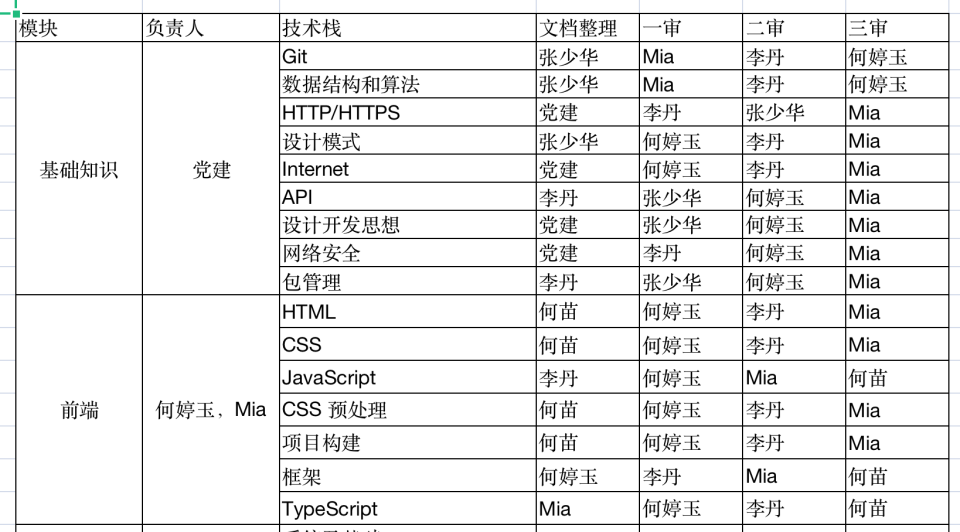 模块 负责人 技术栈 文档整理 一审 二审 三审
Git 张少华 Mia 李丹 何婷玉
数据结构和算法 张少华 Mia 李丹 何婷玉
HTTP/HTTPS 党建 李丹 张少华 Mia
设计模式 张少华 何婷玉 李丹 Mia
基础知识 党建 Internet 党建 何婷玉 李丹 Mia
API 李丹 张少华 何婷玉 Mia
设计开发思想 党建 张少华 何婷玉 Mia
网络安全 党建 李丹 何婷玉 Mia
包管理 李丹 张少华 何婷玉 Mia
HTML 何苗 何婷玉 李丹 Mia
CSS 何苗 何婷玉 李丹 Mia
JavaScript 李丹 何婷玉 Mia 何苗
前端 何婷玉，Mia CSS 预处理 何苗 何婷玉 李丹 Mia
项目构建 何苗 何婷玉 李丹 Mia
框架 何婷玉 李丹 Mia 何苗
TypeScript Mia 何婷玉 李丹 何苗